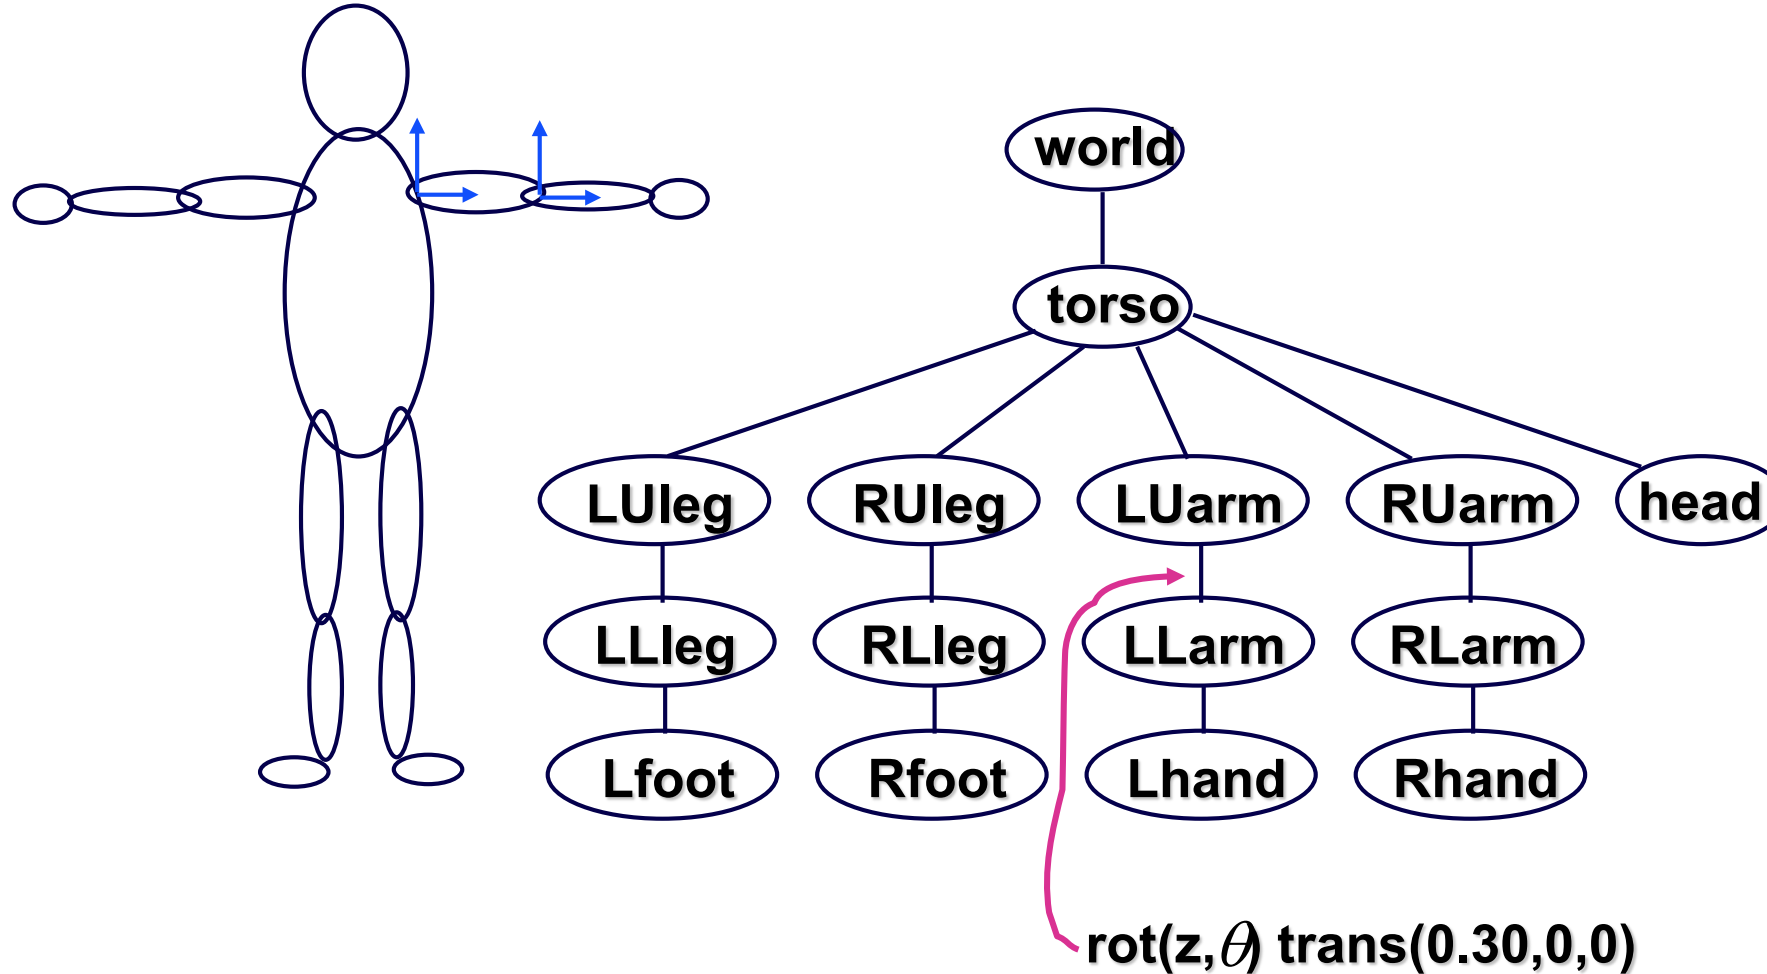 world
torso
LUleg RUleg LUarm RUarm head
LLleg RLleg LLarm RLarm
Lfoot Rfoot Lhand Rhand
rot(z,θ) trans(0.30,0,0)